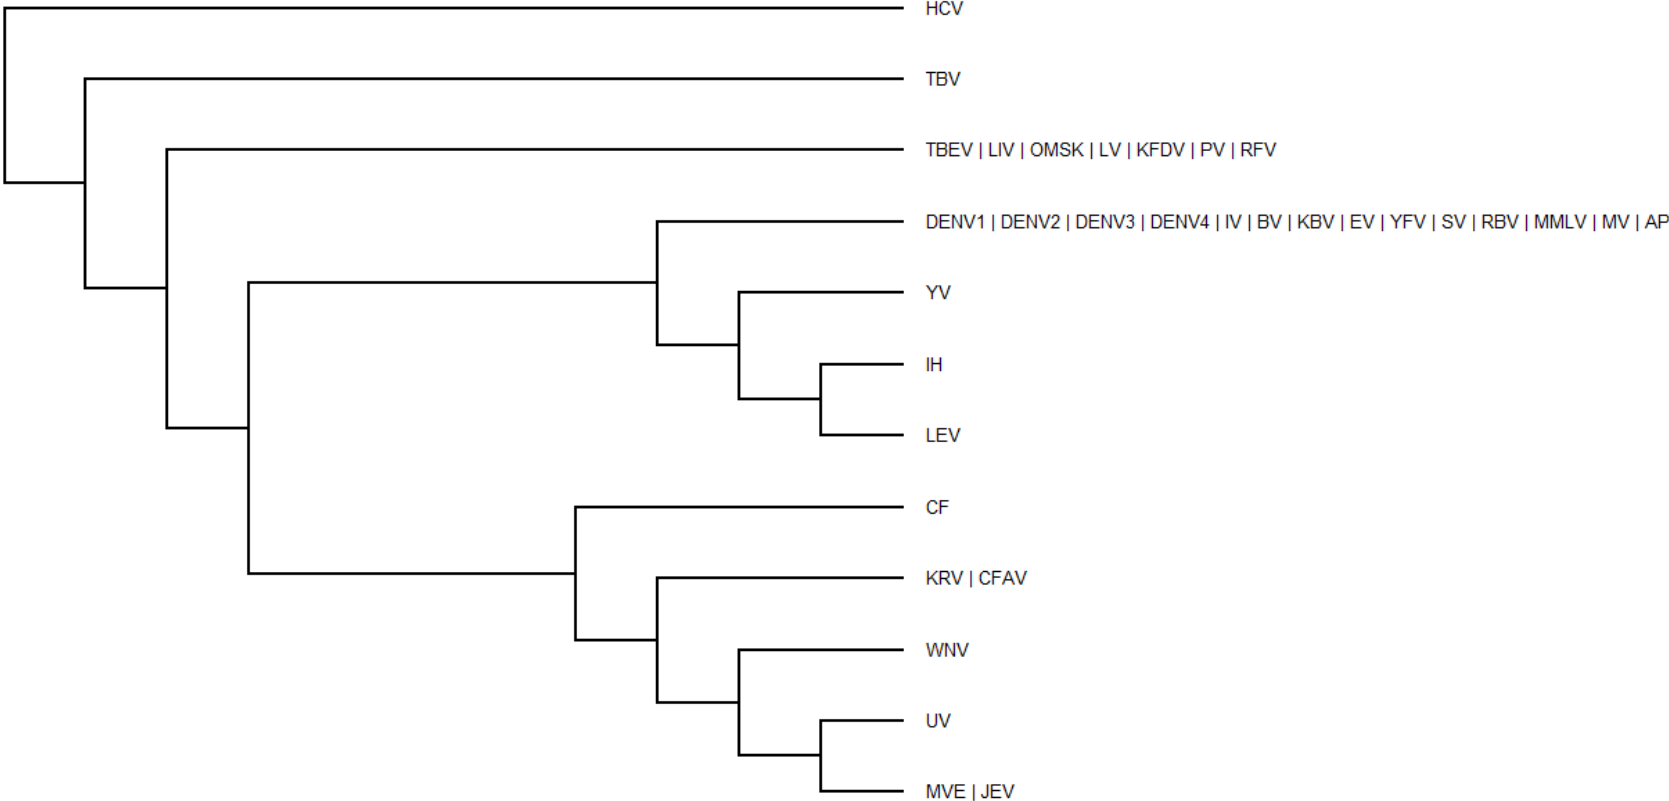 HCV
TBV
TBEV | LIV | OMSK | LV | KFDV | PV | RFV
DENV1 | DENV2 | DENV3 | DENV4 | IV | BV | KBV | EV | YFV | SV | RBV | MMLV | MV | AP
YV
IH
LEV
CF
KRV | CFAV
WNV
UV
MVE | JEV